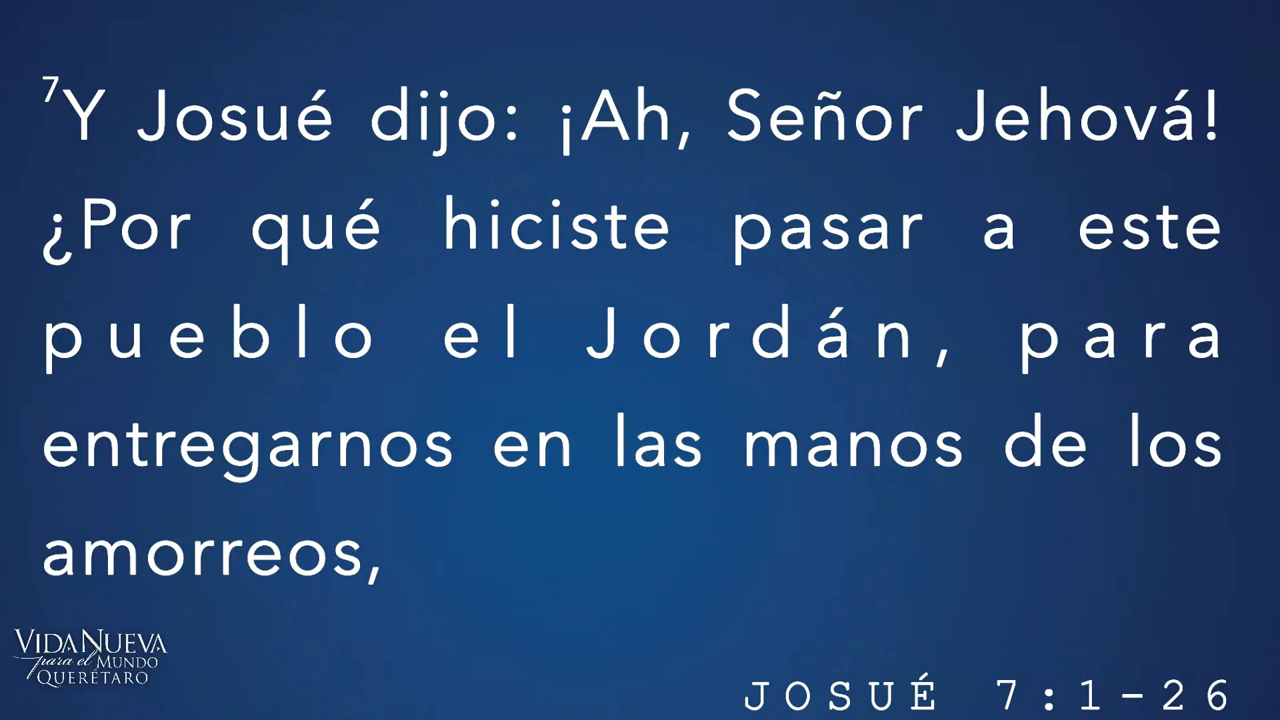 7Y Josué dijo: ¡Ah, Señor Jehová!
¿Por qué hiciste pasar a este
pueblo el Jordán, para
entregarnos en las manos de los
amorreos,
VIDA NUEVA
para el MUNDO
QUERÉTARO
JOSUÉ 7:1-26